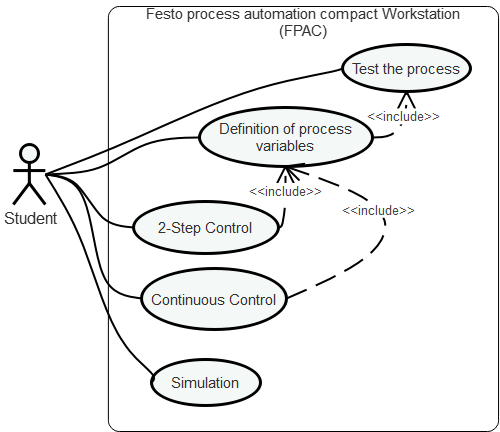 Festo process automation compact Workstation
(FPAC)
Test the process
<<include>>
Definition of process
variables
<<include>>
<<include>>
Student
2-Step Control
Continuous Control
Simulation